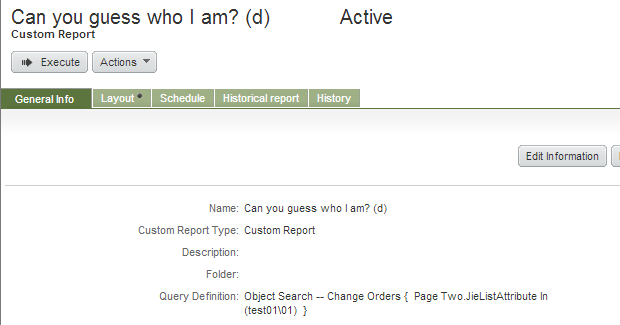 Can you guess who I am? (d) Active
Custom Report
Execute Actions
General Info Layout * Schedule Historical report History
Edit Information
Name: Can you guess who I am? (d)
Custom Report Type: Custom Report
Description:
Folder:
Query Definition: Object Search -- Change Orders { Page Two.JieListAttribute In
(test01\01) }